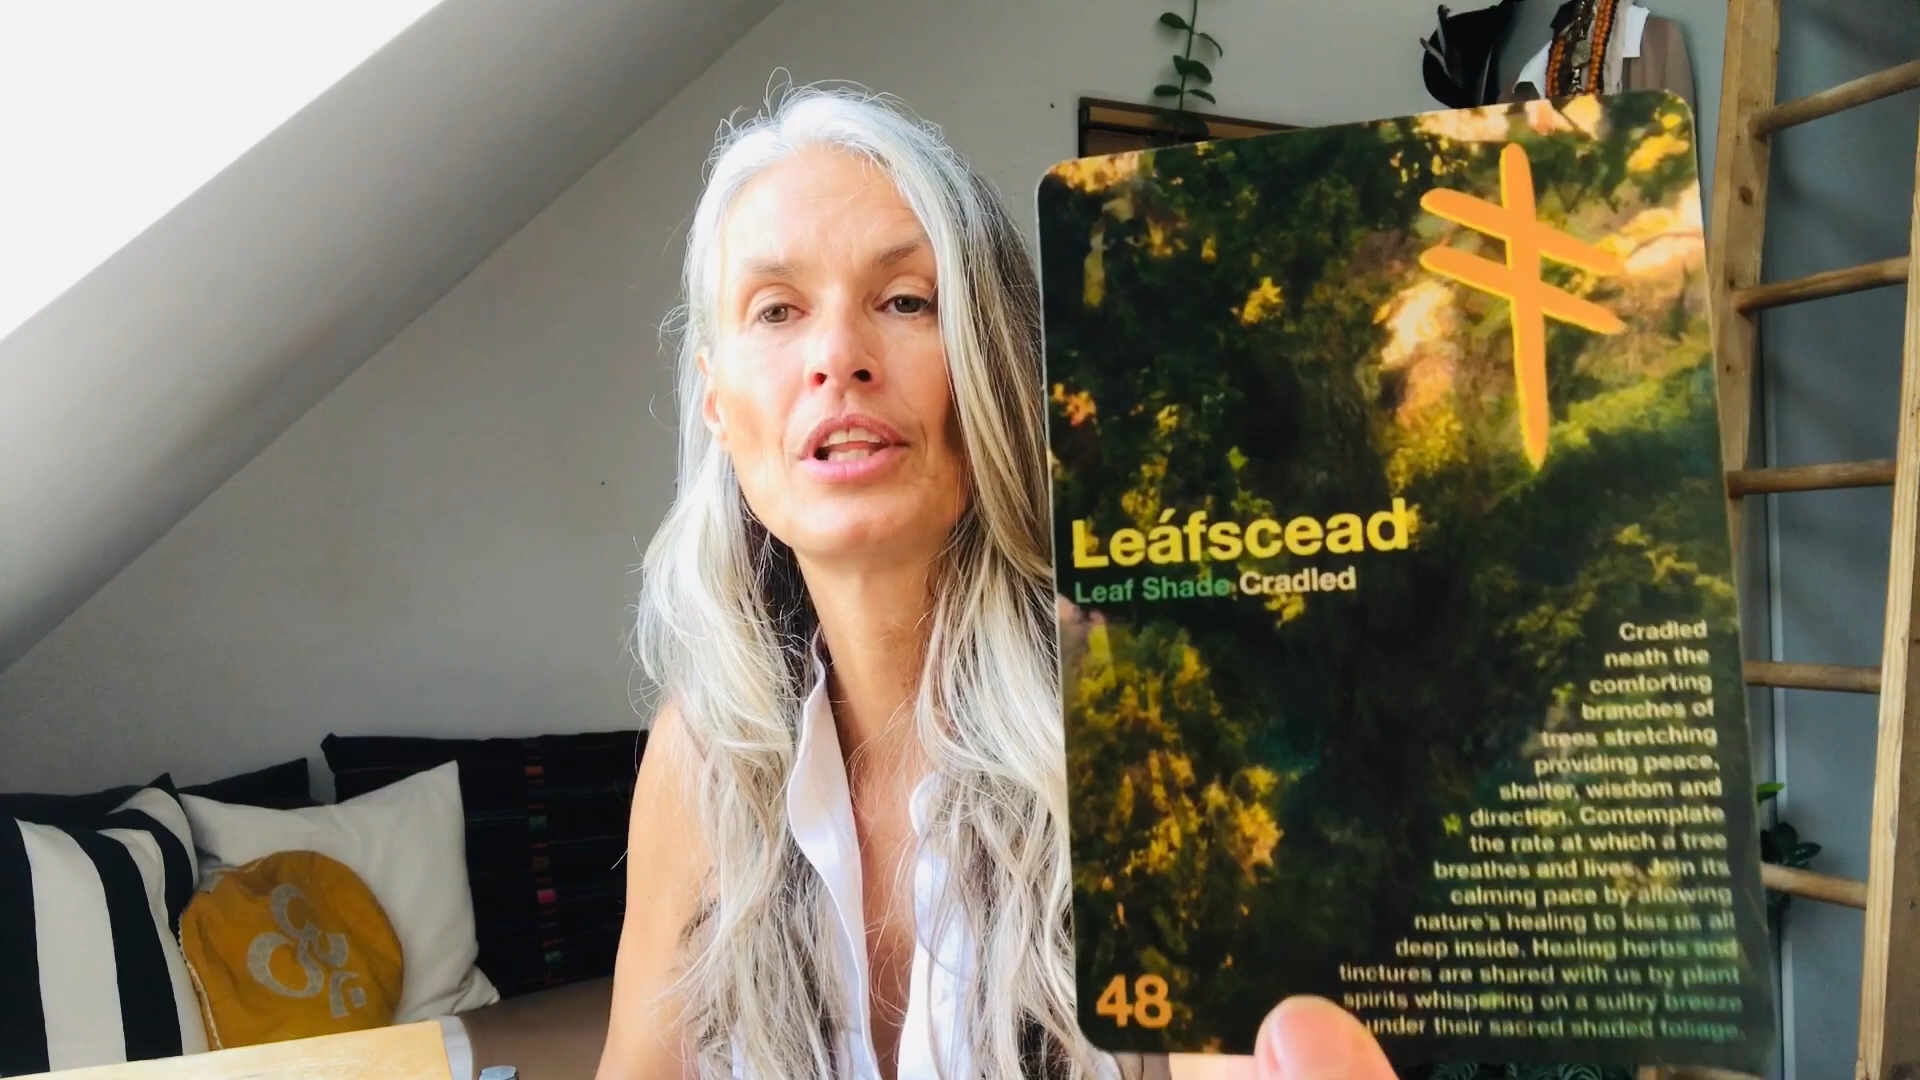 Leáfscead
Leaf Shade Cradled
Cradled
neath the
comforting
branches of
trees stretching
providing peace,
shelter, wisdom and
direction. Contemplate
the rate at which a tree
breathes and lives. Join its
calming pace by allowing
nature's healing to kiss us all
deep inside. Healing herbs and
tinctures are shared with us by plant
spirits whispering on a sultry breeze
under their sacred shaded foliage.
48